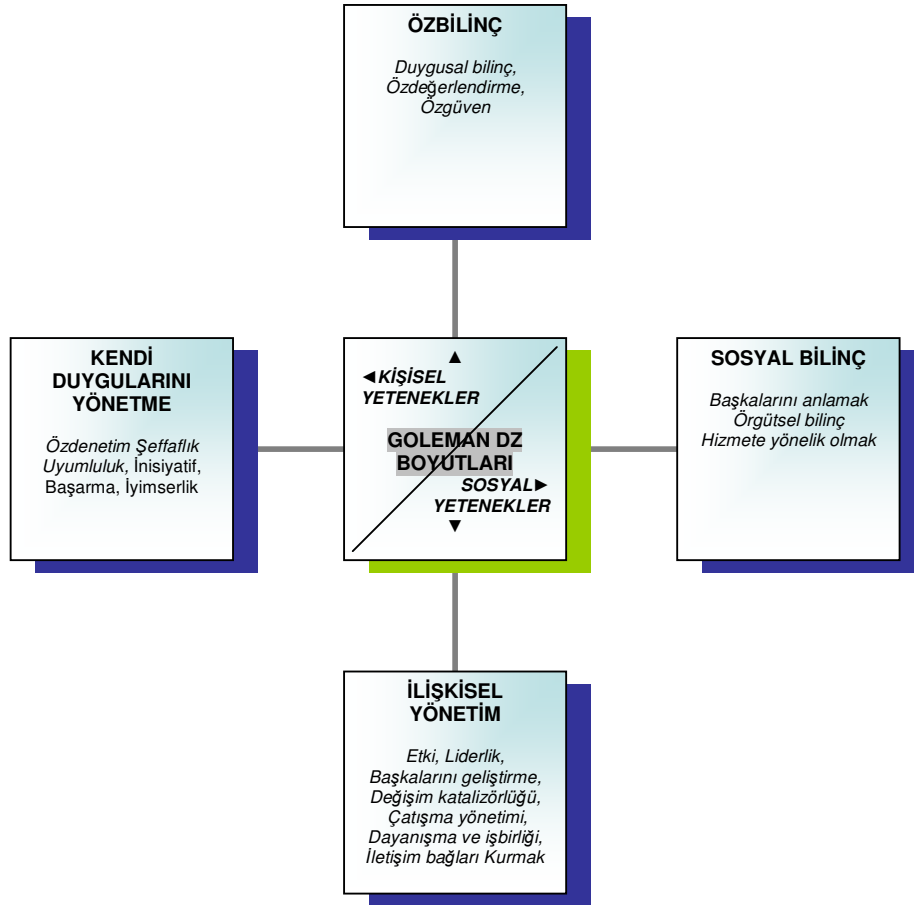 ÖZBİLİNÇ
Duygusal bilinç,
Özdeğerlendirme,
Özgüven
KENDİ
DUYGULARINI
YÖNETME
Özdenetim Şeffaflık
Uyumluluk, İnisiyatif,
Başarma, İyimserlik
▲
◄KİŞİSEL
YETENEKLER
GOLEMAN DZ
BOYUTLARI
SOSYAL►
YETENEKLER
▼
SOSYAL BİLİNÇ
Başkalarını anlamak
Örgütsel bilinç
Hizmete yönelik olmak
İLİŞKİSEL
YÖNETİM
Etki, Liderlik,
Başkalarını geliştirme,
Değişim katalizörlüğü,
Çatışma yönetimi,
Dayanışma ve işbirliği,
İletişim bağları Kurmak